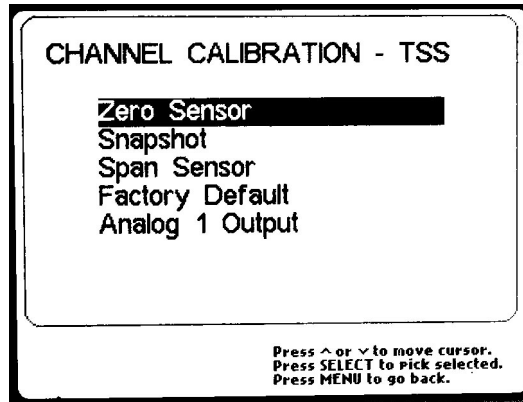 CHANNEL CALIBRATION - TSS
Zero Sensor
Snapshot
Span Sensor
Factory Default
Analog 1 Output
Press ^ or v to move cursor.
Press SELECT to pick selected.
Press MENU to go back.